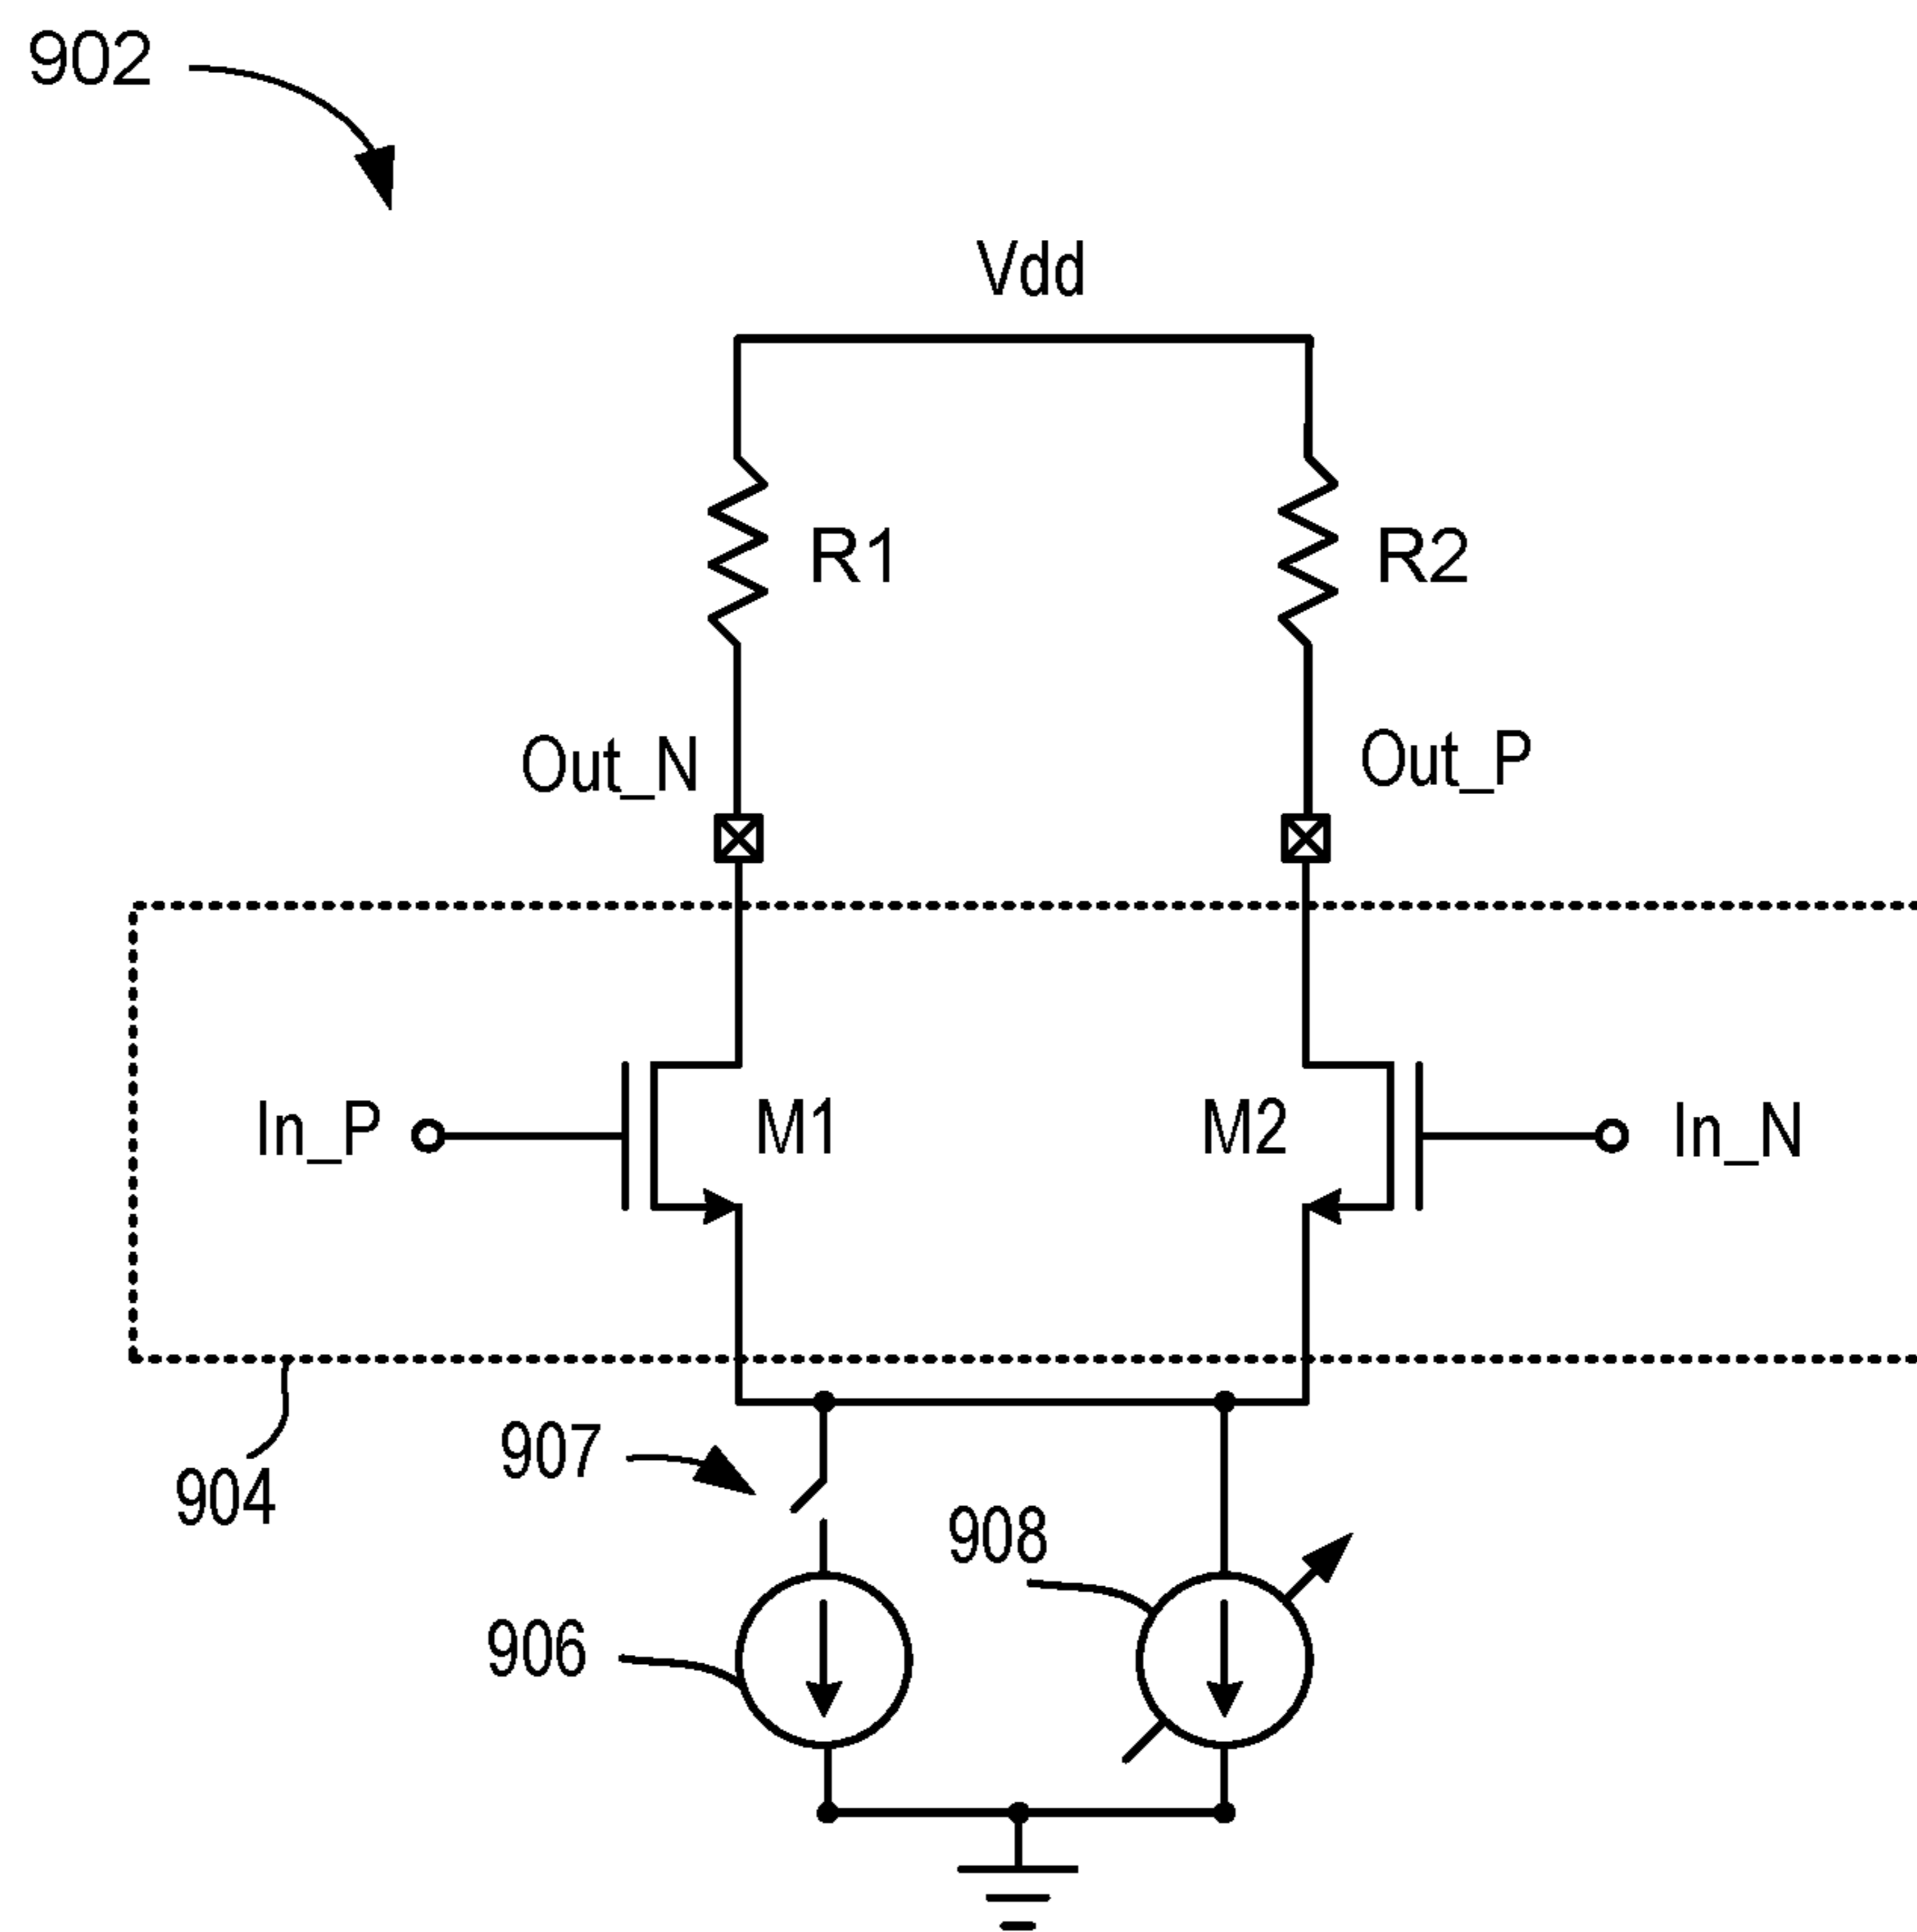 902
Vdd
R1
R2
Out_N
Out_P
In_P
M1
M2
In_N
907
904
908
906